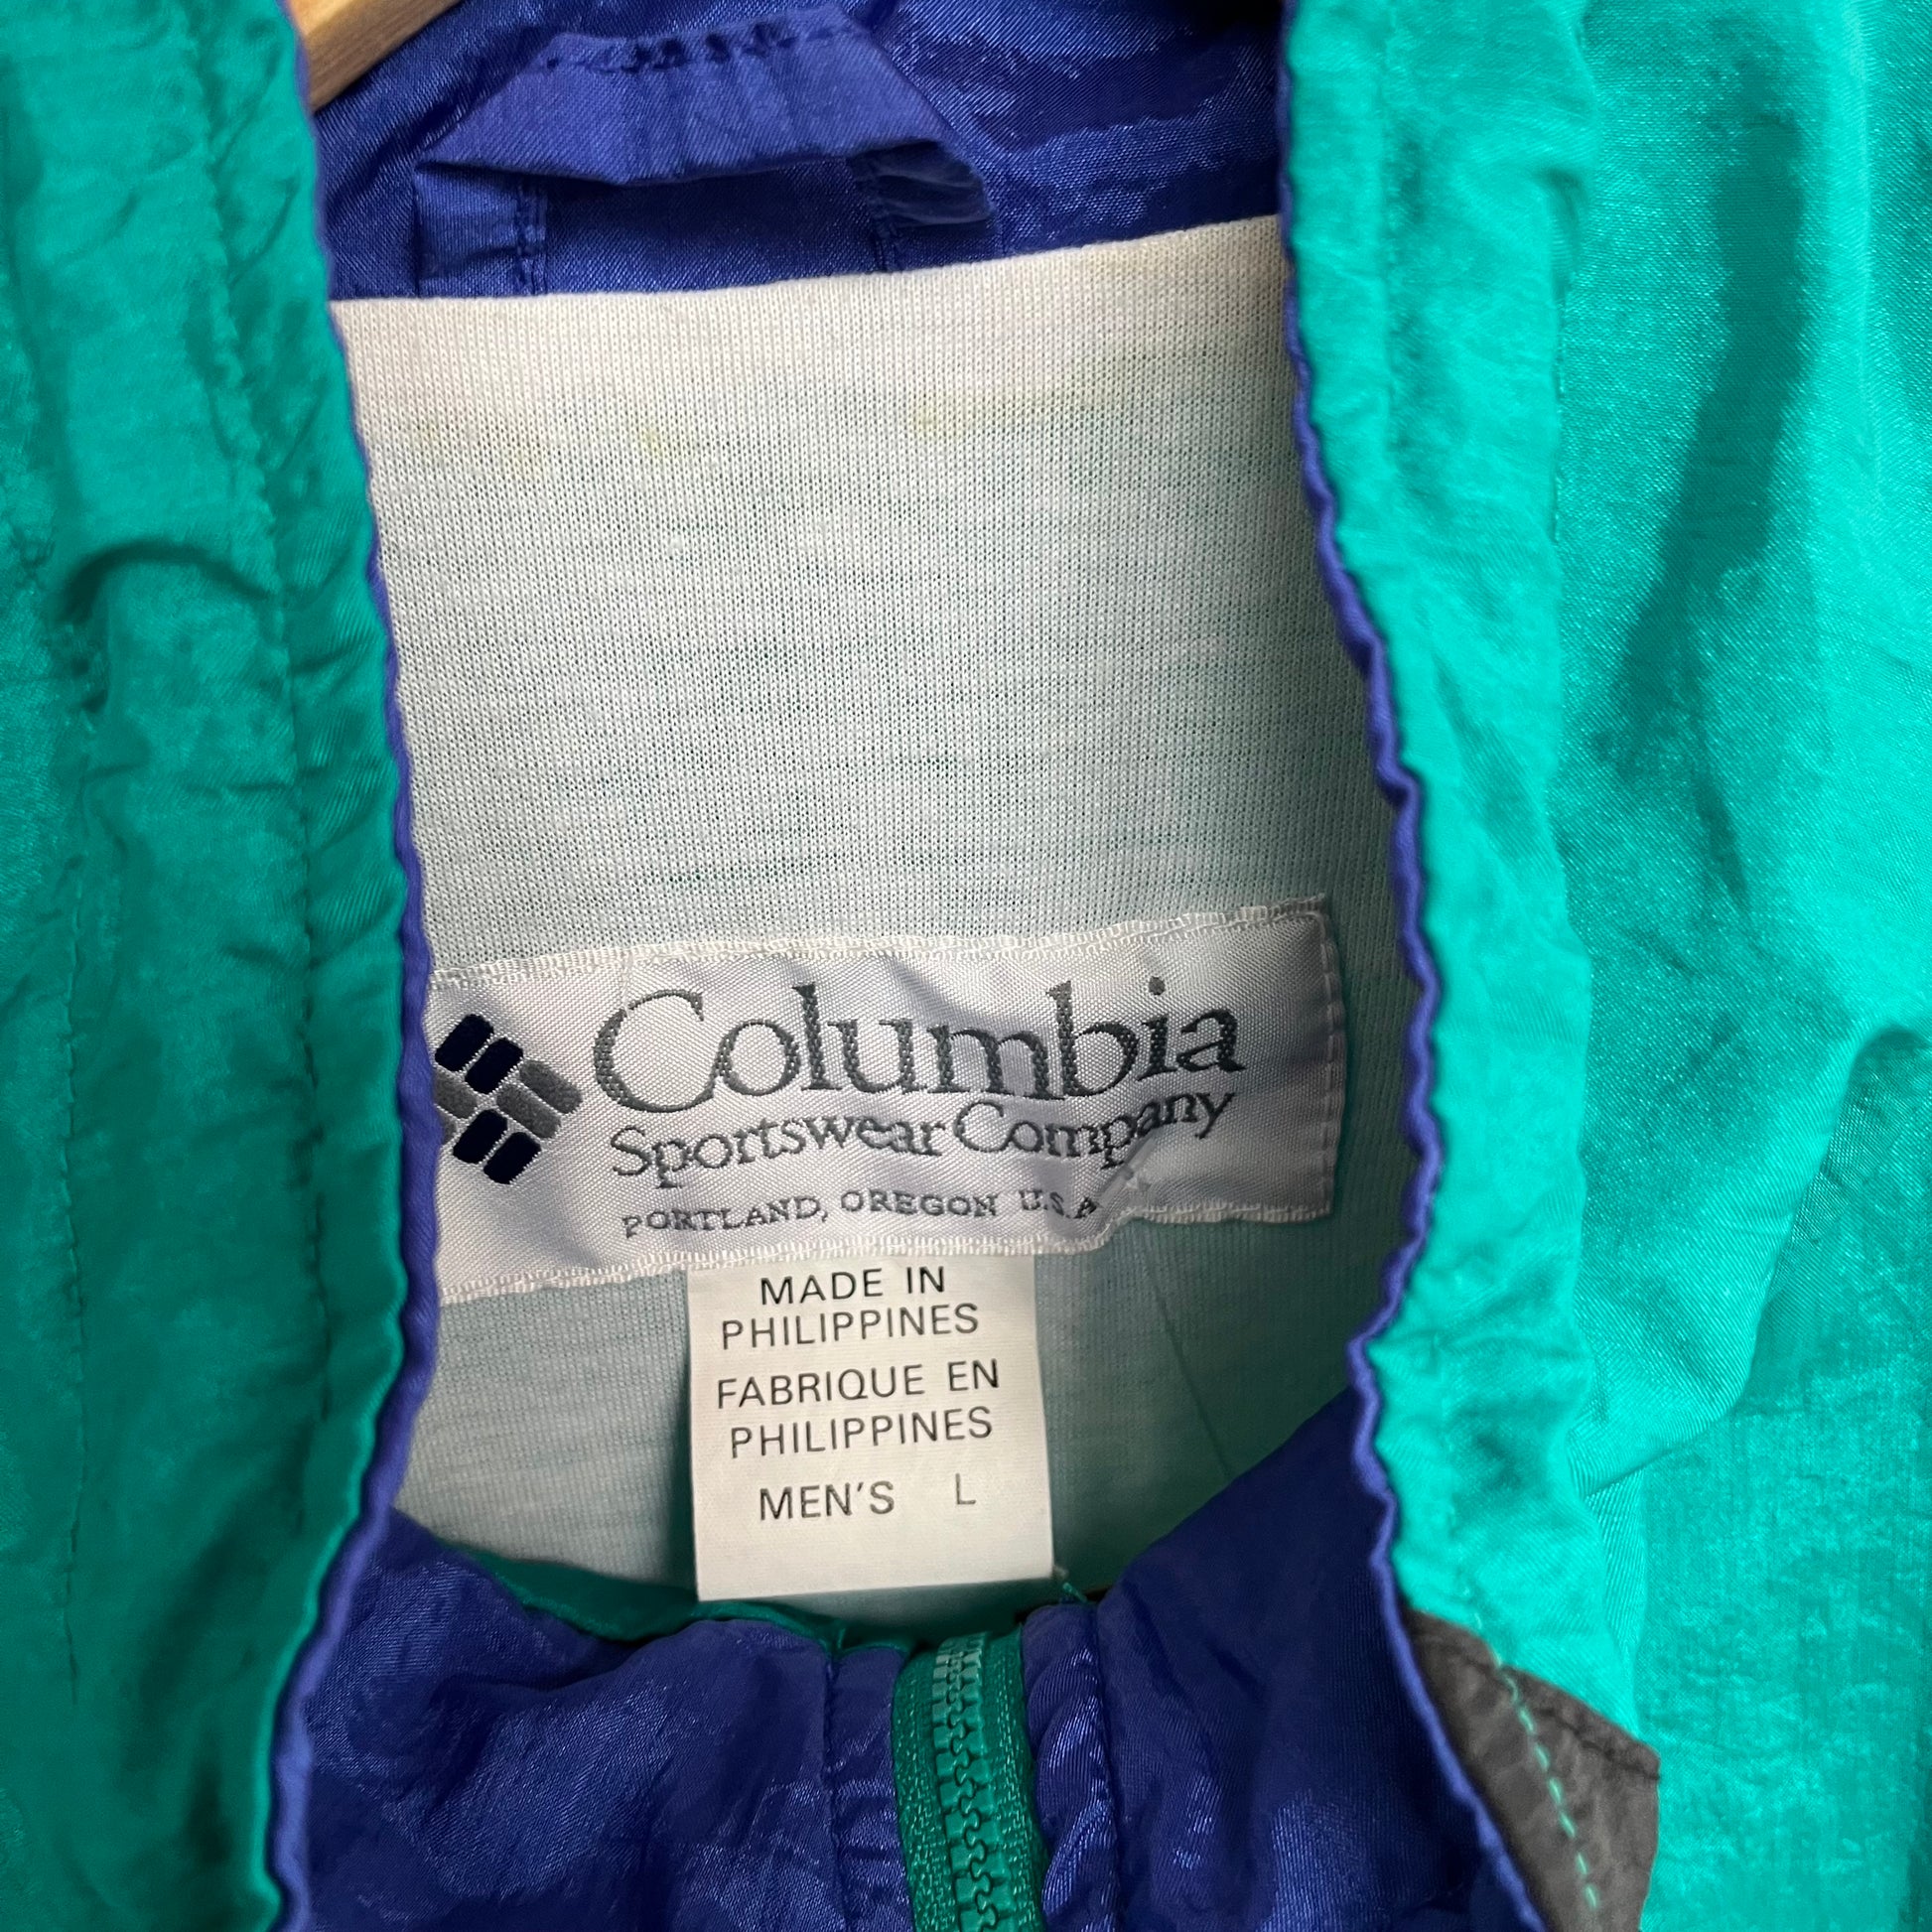 Columbia
Sportswear Company
PORTLAND, OREGON U.S.A
MADE IN
PHILIPPINES
FABRIQUE EN
PHILIPPINES
MEN'S L